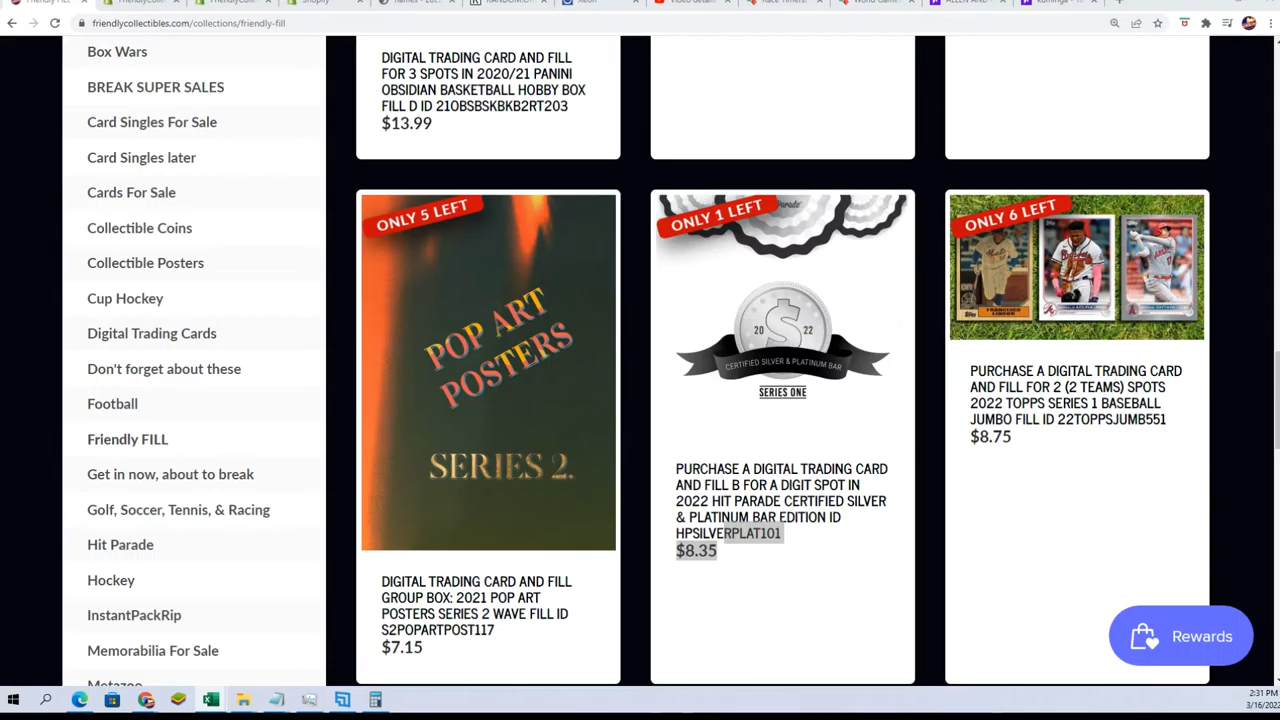 friendlycollectibles.com/collections/friendly-fill
Box Wars
BREAK SUPER SALES
Card Singles For Sale
Card Singles later
Cards For Sale
Collectible Coins
Collectible Posters
Cup Hockey
Digital Trading Cards
Don't forget about these
Football
Friendly FILL
Get in now, about to break
Golf, Soccer, Tennis, & Racing
Hit Parade
Hockey
InstantPackRip
Memorabilia For Sale
Metazoo
DIGITAL TRADING CARD AND FILL
FOR 3 SPOTS IN 2020/21 PANINI
OBSIDIAN BASKETBALL HOBBY BOX
FILL D ID 21OBSBSKBKB2RT203
$13.99
ONLY 5 LEFT
POP ART
POSTERS
SERIES 2.
DIGITAL TRADING CARD AND FILL
GROUP BOX: 2021 POP ART
POSTERS SERIES 2 WAVE FILL ID
S2POPARTPOST117
$7.15
ONLY 1 LEFT
Parade
20 22
CERTIFIED SILVER & PLATINUM BAR
SERIES ONE
PURCHASE A DIGITAL TRADING CARD
AND FILL B FOR A DIGIT SPOT IN
2022 HIT PARADE CERTIFIED SILVER
& PLATINUM BAR EDITION ID
HPSILVERPLAT101
$8.35
ONLY 6 LEFT
PURCHASE A DIGITAL TRADING CARD
AND FILL FOR 2 (2 TEAMS) SPOTS
2022 TOPPS SERIES 1 BASEBALL
JUMBO FILL ID 22TOPPSJUMB551
$8.75
Rewards
2:31 PM
3/16/2022